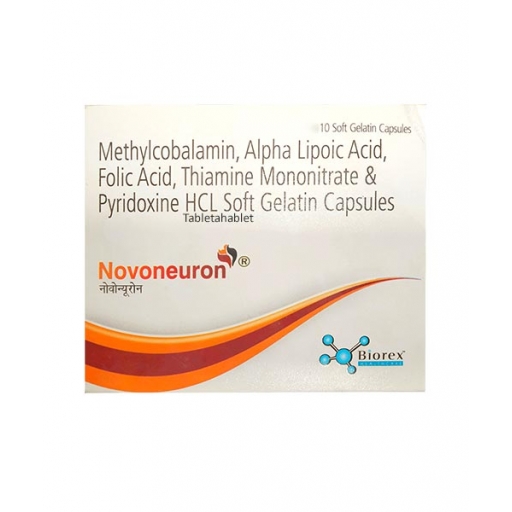 10 Soft Gelatin Capsules
Methylcobalamin, Alpha Lipoic Acid,
Folic Acid, Thiamine Mononitrate &
Pyridoxine HCL Soft Gelatin Capsules
Tabletahablet
Novoneuron®
नोवोन्यूरोन
Biorex